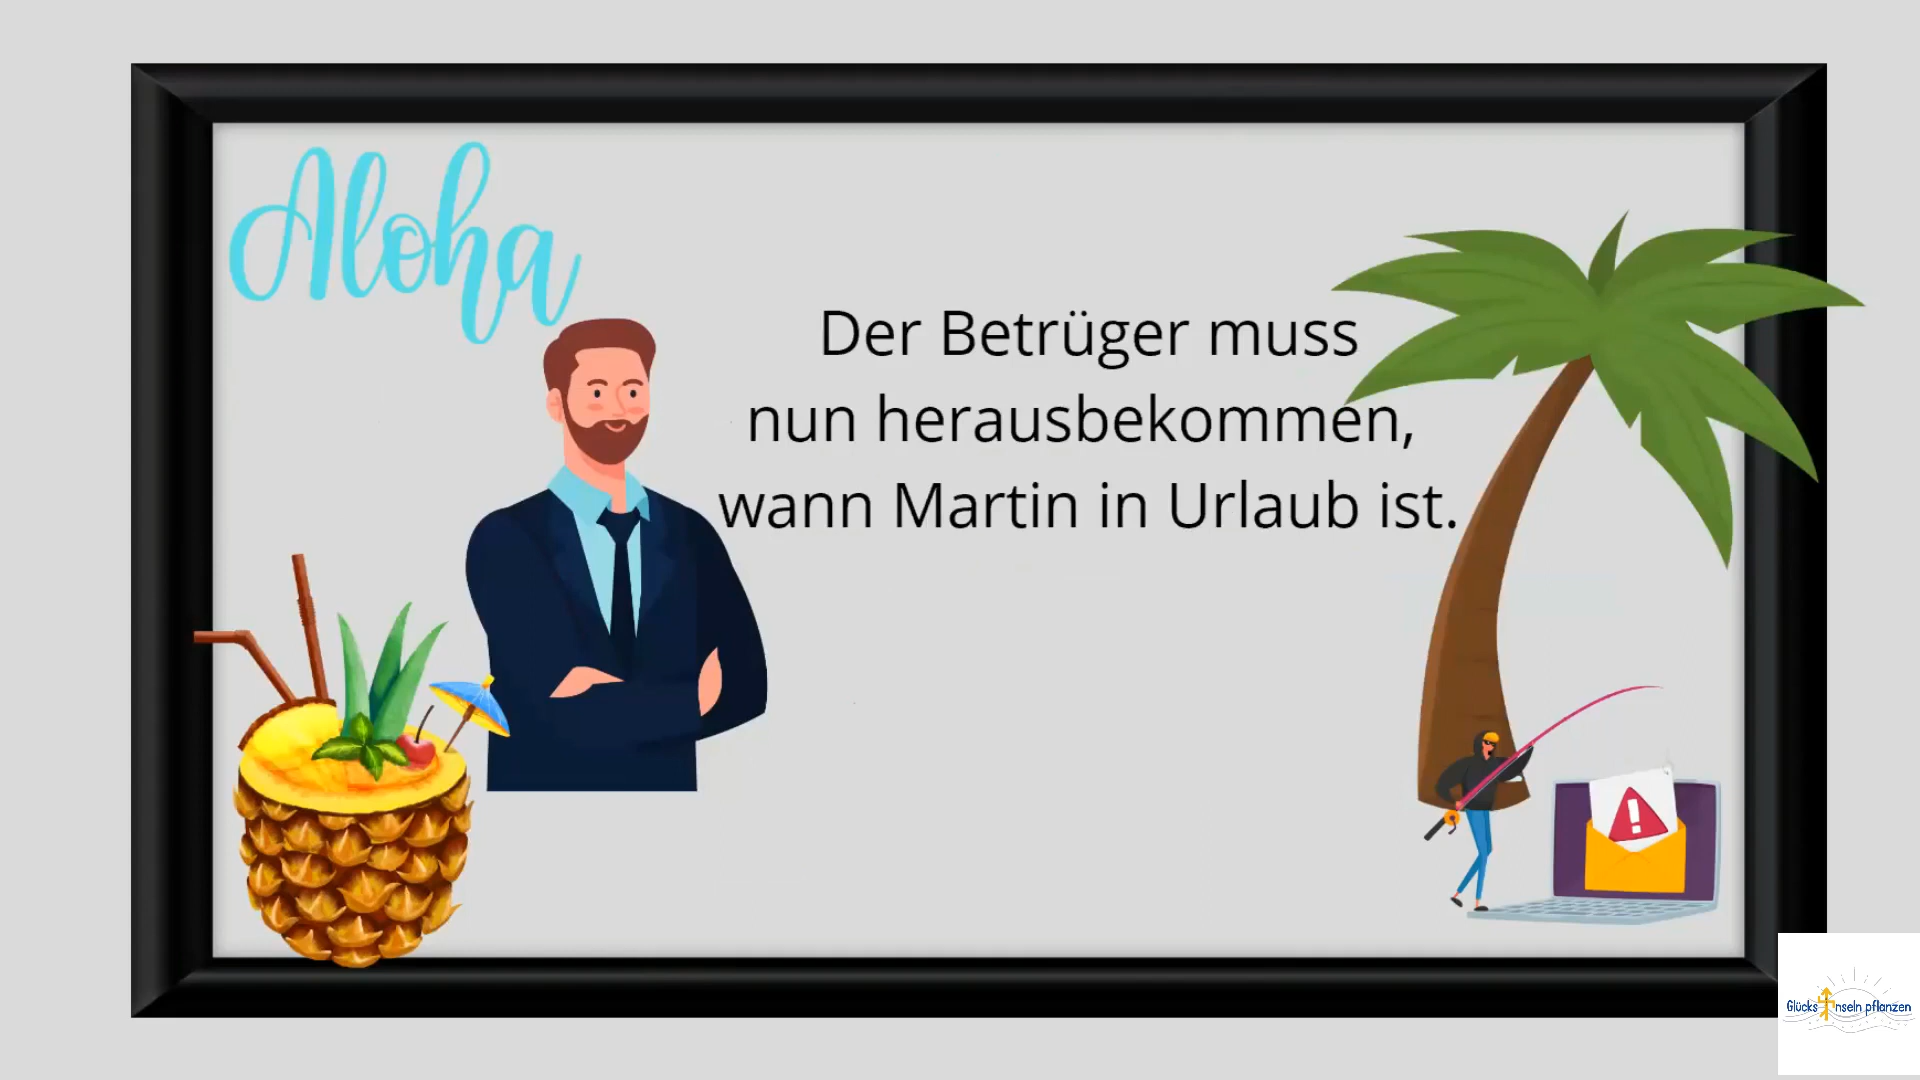 Aloha
Der Betrüger muss
nun herausbekommen,
wann Martin in Urlaub ist.
Glücks nseln pflanzen